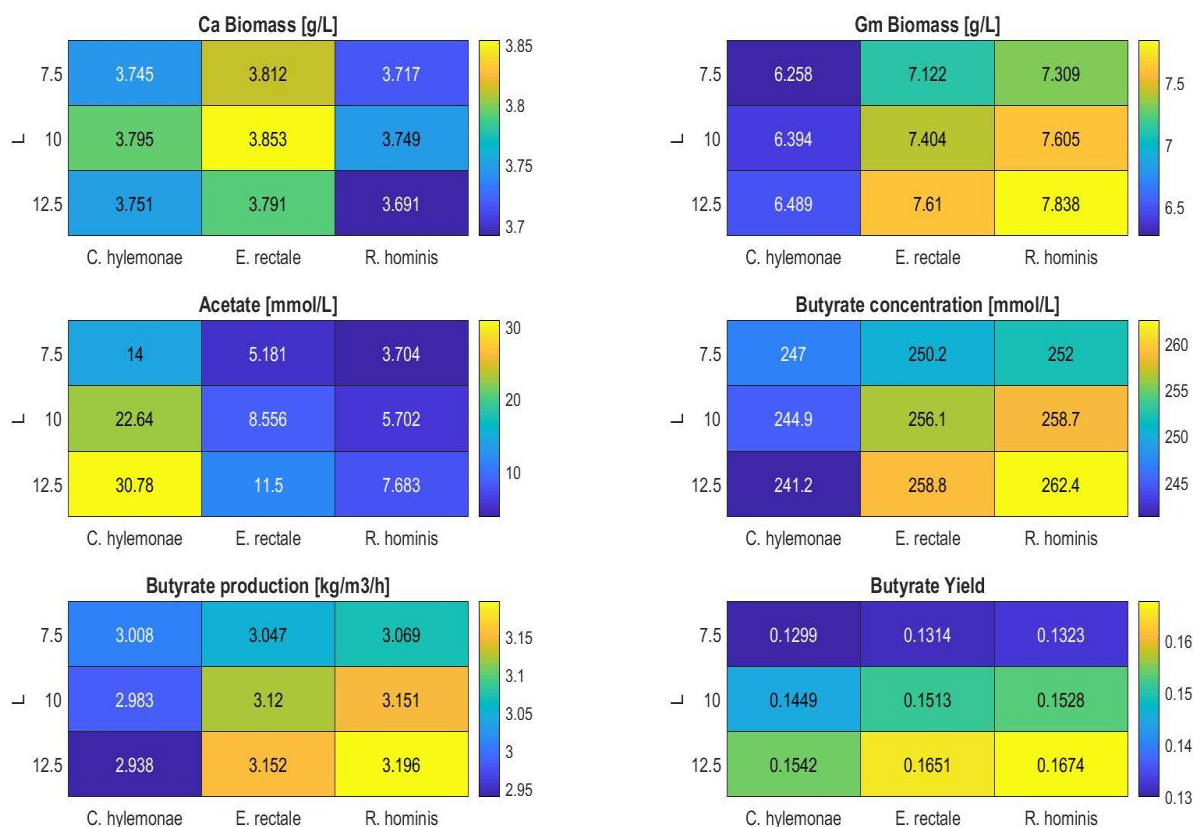 Ca Biomass [g/L]
7.5 3.745 3.812 3.717
L 10 3.795 3.853 3.749
12.5 3.751 3.791 3.691
C. hylemonae E. rectale R. hominis
3.85
3.8
3.75
3.7
Gm Biomass [g/L]
7.5 6.258 7.122 7.309
L 10 6.394 7.404 7.605
12.5 6.489 7.61 7.838
C. hylemonae E. rectale R. hominis
7.5
7
6.5
Acetate [mmol/L]
7.5 14 5.181 3.704
L 10 22.64 8.556 5.702
12.5 30.78 11.5 7.683
C. hylemonae E. rectale R. hominis
30
20
10
Butyrate concentration [mmol/L]
7.5 247 250.2 252
L 10 244.9 256.1 258.7
12.5 241.2 258.8 262.4
C. hylemonae E. rectale R. hominis
260
255
250
245
Butyrate production [kg/m3/h]
7.5 3.008 3.047 3.069
L 10 2.983 3.12 3.151
12.5 2.938 3.152 3.196
C. hylemonae E. rectale R. hominis
3.15
3.1
3.05
3
2.95
Butyrate Yield
7.5 0.1299 0.1314 0.1323
L 10 0.1449 0.1513 0.1528
12.5 0.1542 0.1651 0.1674
C. hylemonae E. rectale R. hominis
0.16
0.15
0.14
0.13